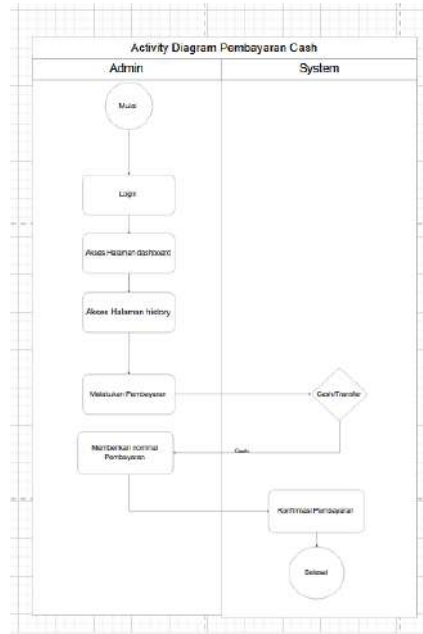 Activity Diagram Pembayaran Cash
Admin
System
Mulai
Login
Akses Halaman dashboard
Akses Halaman history
Melakukan Pembayaran
Cash/Transfer
Memberikan nominal
Pembayaran
Cash
Konfirmasi Pembayaran
Selesai